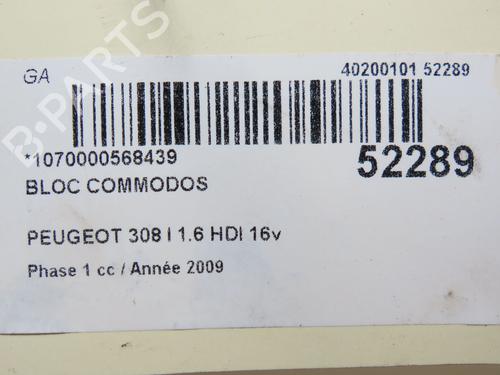 GA
40200101 52289
*1070000568439
52289
BLOC COMMODOS
PEUGEOT 308 I 1.6 HDI 16v
Phase 1 cc / Année 2009
B-PARTS